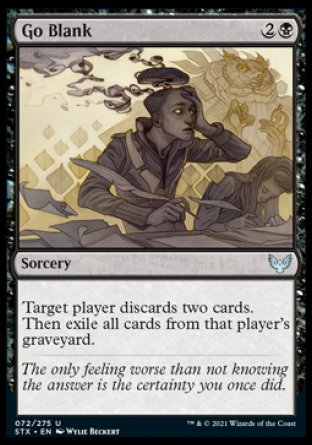 Go Blank 2
Sorcery
Target player discards two cards.
Then exile all cards from that player's
graveyard.
The only feeling worse than not knowing
the answer is the certainty you once did.
072/275 U
STX • EN Wylie Beckert
™ & © 2021 Wizards of the Coast